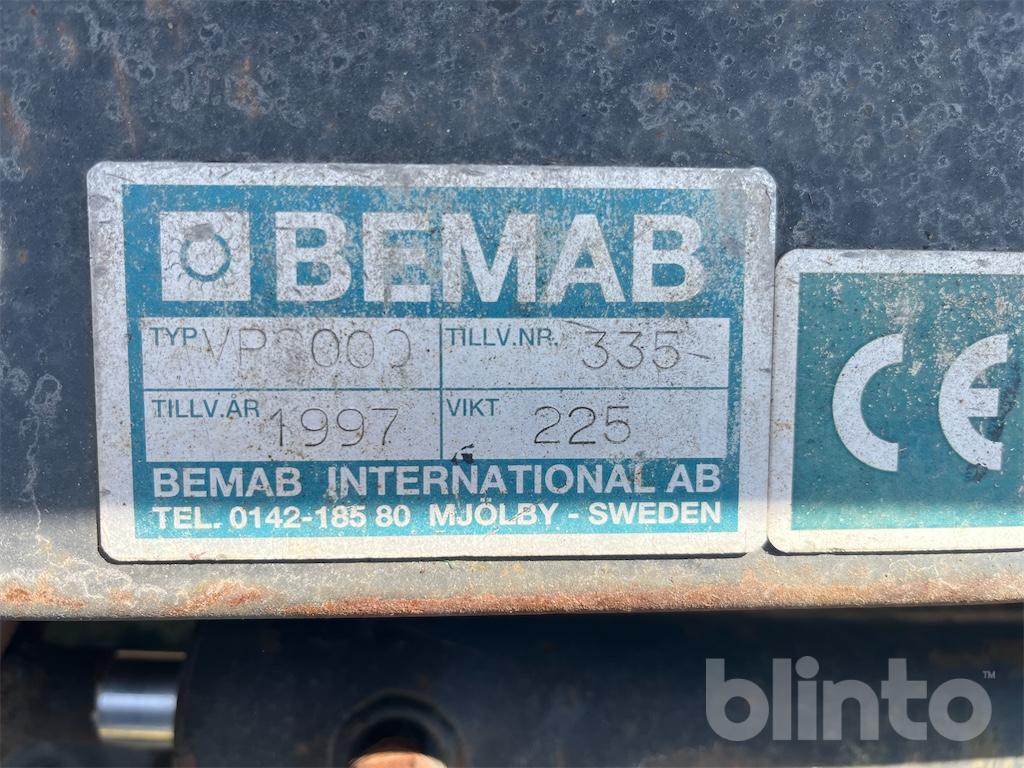 BEMAB
TYP TILLV.NR. 335
TILLV.ÅR 1997 VIKT 225
BEMAB INTERNATIONAL AB
TEL. 0142-185 80 MJÖLBY - SWEDEN
CE
blinto™